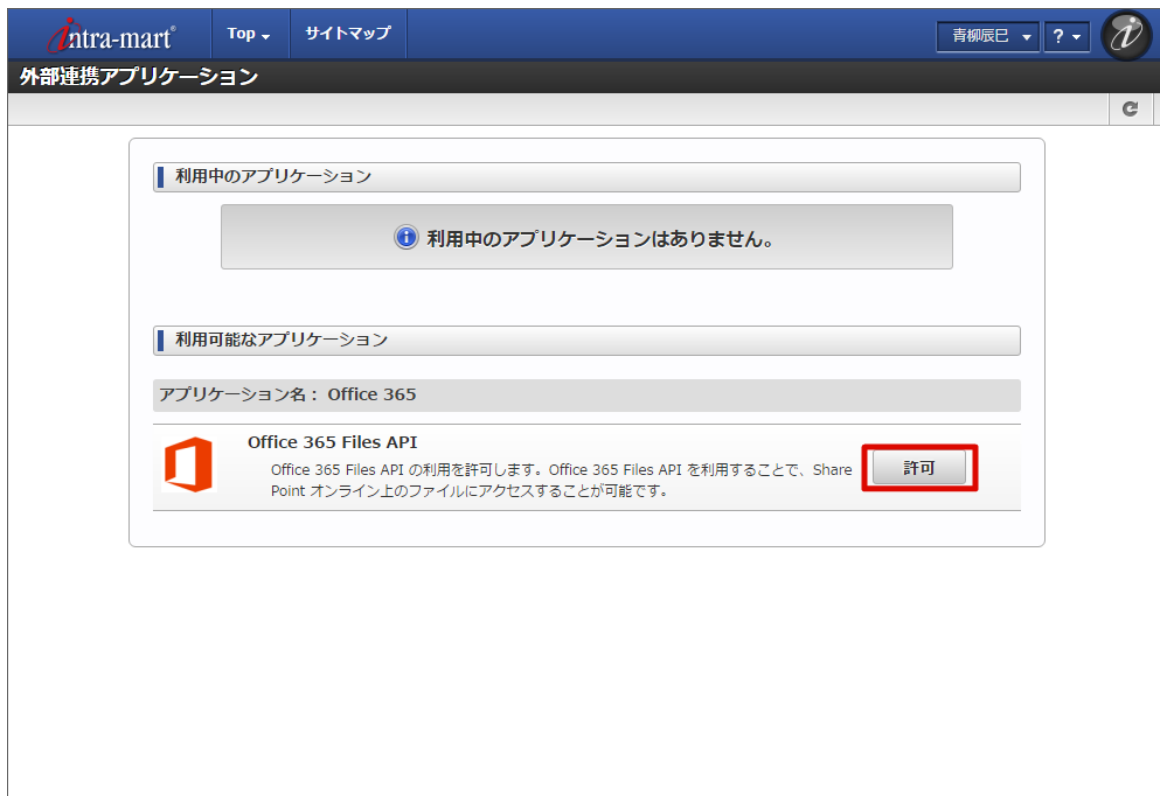 intra-mart®
Top
サイトマップ
青柳辰巳
?
外部連携アプリケーション
利用中のアプリケーション
利用中のアプリケーションはありません。
利用可能なアプリケーション
アプリケーション名： Office 365
Office 365 Files API
Office 365 Files API の利用を許可します。Office 365 Files API を利用することで、Share
Point オンライン上のファイルにアクセスすることが可能です。
許可